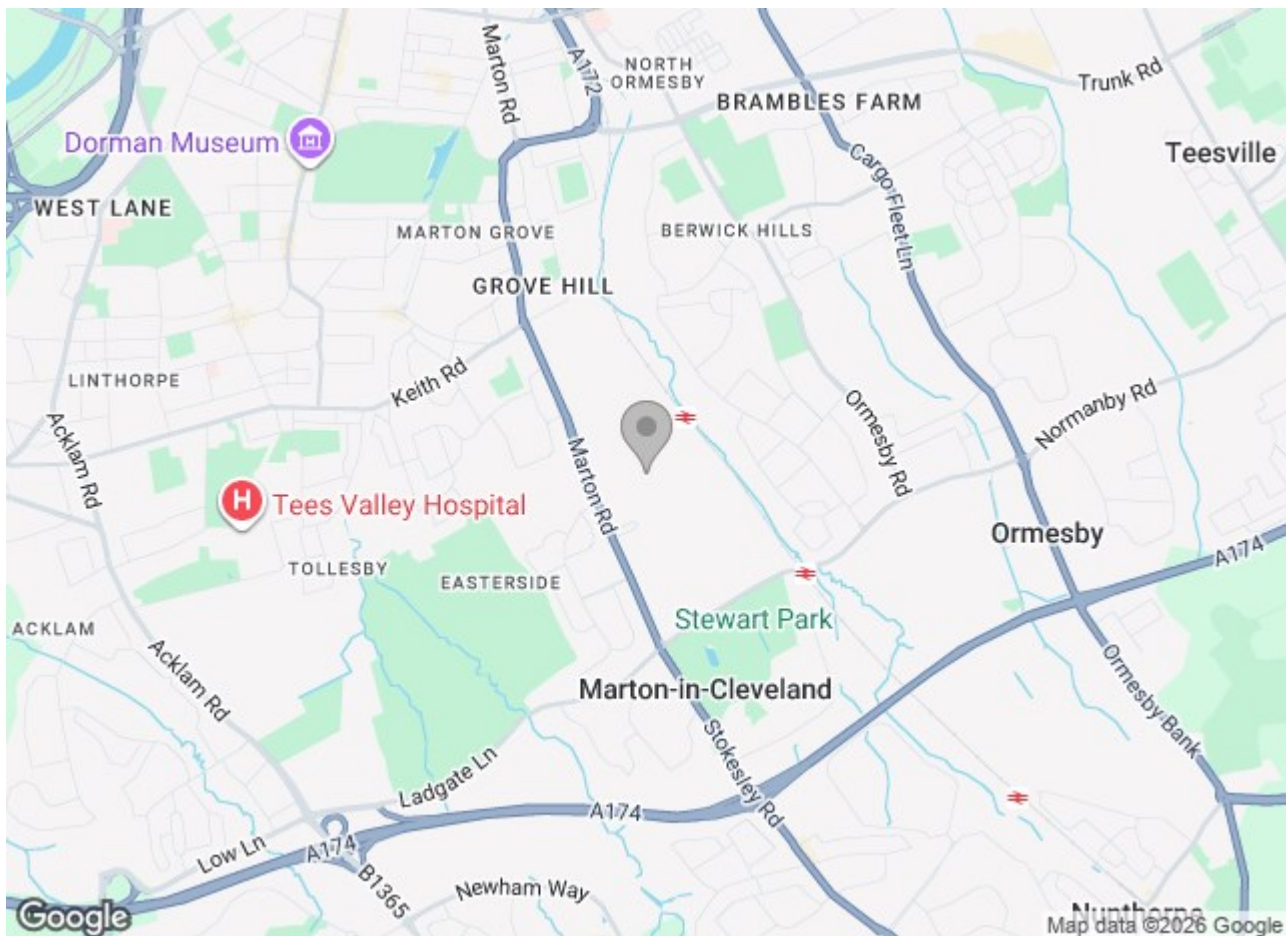 Marton Rd
A172
NORTH
ORMESBY
Trunk Rd
BRAMBLES FARM
Dorman Museum
Teesville
Cargo Fleet Ln
WEST LANE
MARTON GROVE
BERWICK HILLS
GROVE HILL
LINTHORPE
Keith Rd
Acklam Rd
Ormesby Rd
Normanby Rd
Marton Rd
H
Tees Valley Hospital
Ormesby
A174
TOLLESBY
EASTERSIDE
Stewart Park
ACKLAM
Acklam Rd
Marton-in-Cleveland
Ormesby Bank
Stokesley Rd
Ladgate Ln
A174
Low Ln
A174
B1365
Newham Way
Nunthorpe
Google
Map data ©2026 Google